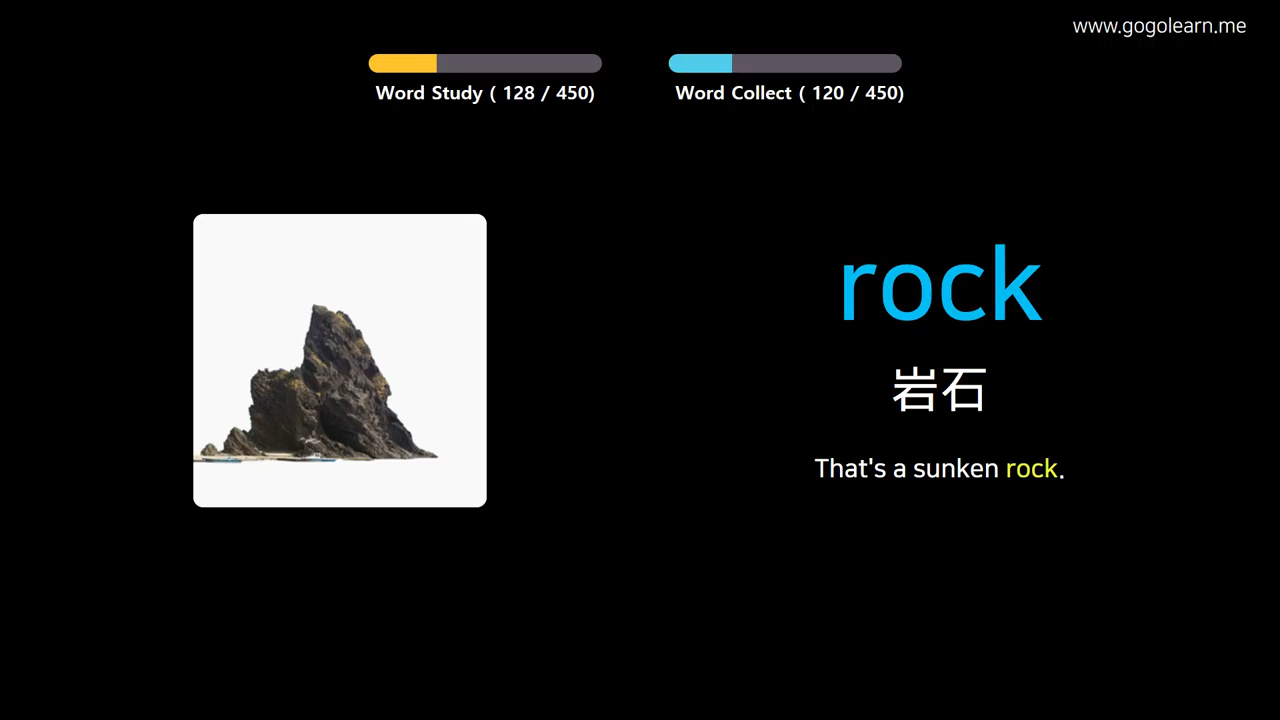 www.gogolearn.me
Word Study ( 128 / 450)
Word Collect ( 120 / 450)
rock
岩石
That's a sunken rock.